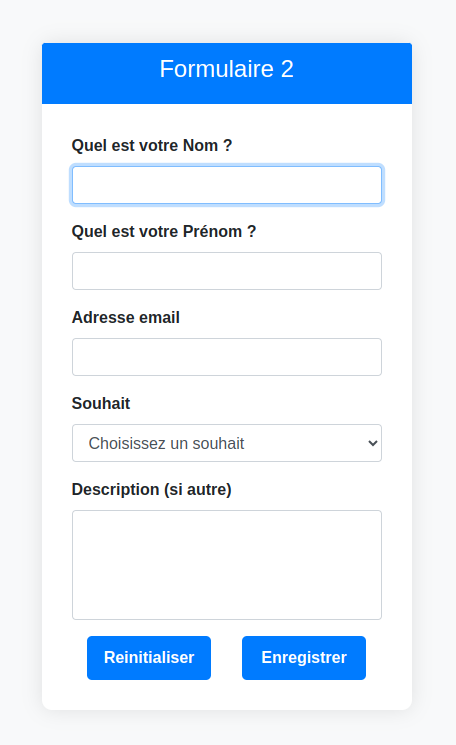 Formulaire 2
Quel est votre Nom ?
Quel est votre Prénom ?
Adresse email
Souhait
Choisissez un souhait
Description (si autre)
Reinitialiser
Enregistrer